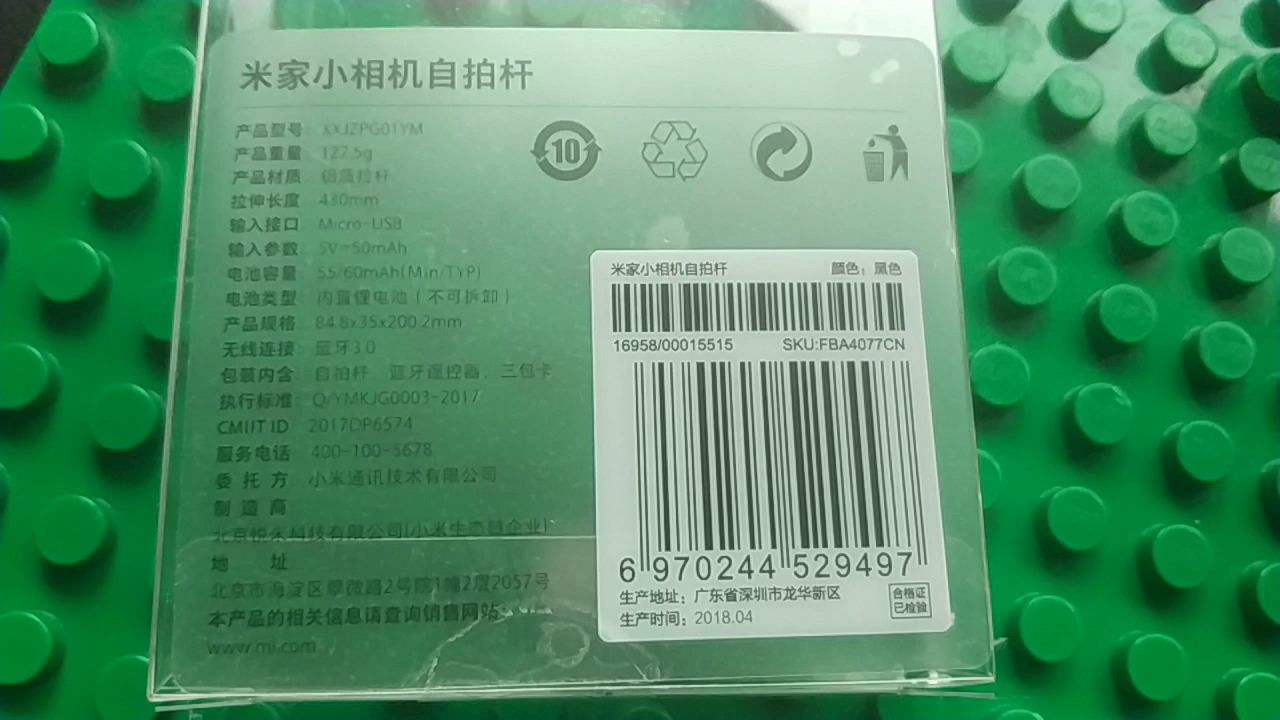 米家小相机自拍杆
产品型号 XXJZPG01YM
产品重量 127.5g
产品材质 铝质拉杆
拉伸长度 430mm
输入接口 Micro-USB
输入参数 5V⎓50mAh
电池容量 55/60mAh(Min/TYP)
电池类型 内置锂电池（不可拆卸）
产品规格 84.8x35x200.2mm
无线连接: 蓝牙3.0
包装内含: 自拍杆、蓝牙遥控器、三包卡
执行标准: Q/YMKJG0003-2017
CMIIT ID 2017DP6574
服务电话 400-100-5678
委托方 小米通讯技术有限公司
制造商
北京悦米科技有限公司(小米生态链企业)
地 址
北京市海淀区翠微路2号院1幢2层2057号
本产品的相关信息请查询销售网站:
www.mi.com
10
米家小相机自拍杆 颜色：黑色
16958/00015515 SKU:FBA4077CN
6 970244 529497
生产地址：广东省深圳市龙华新区
生产时间：2018.04
合格证
已检验